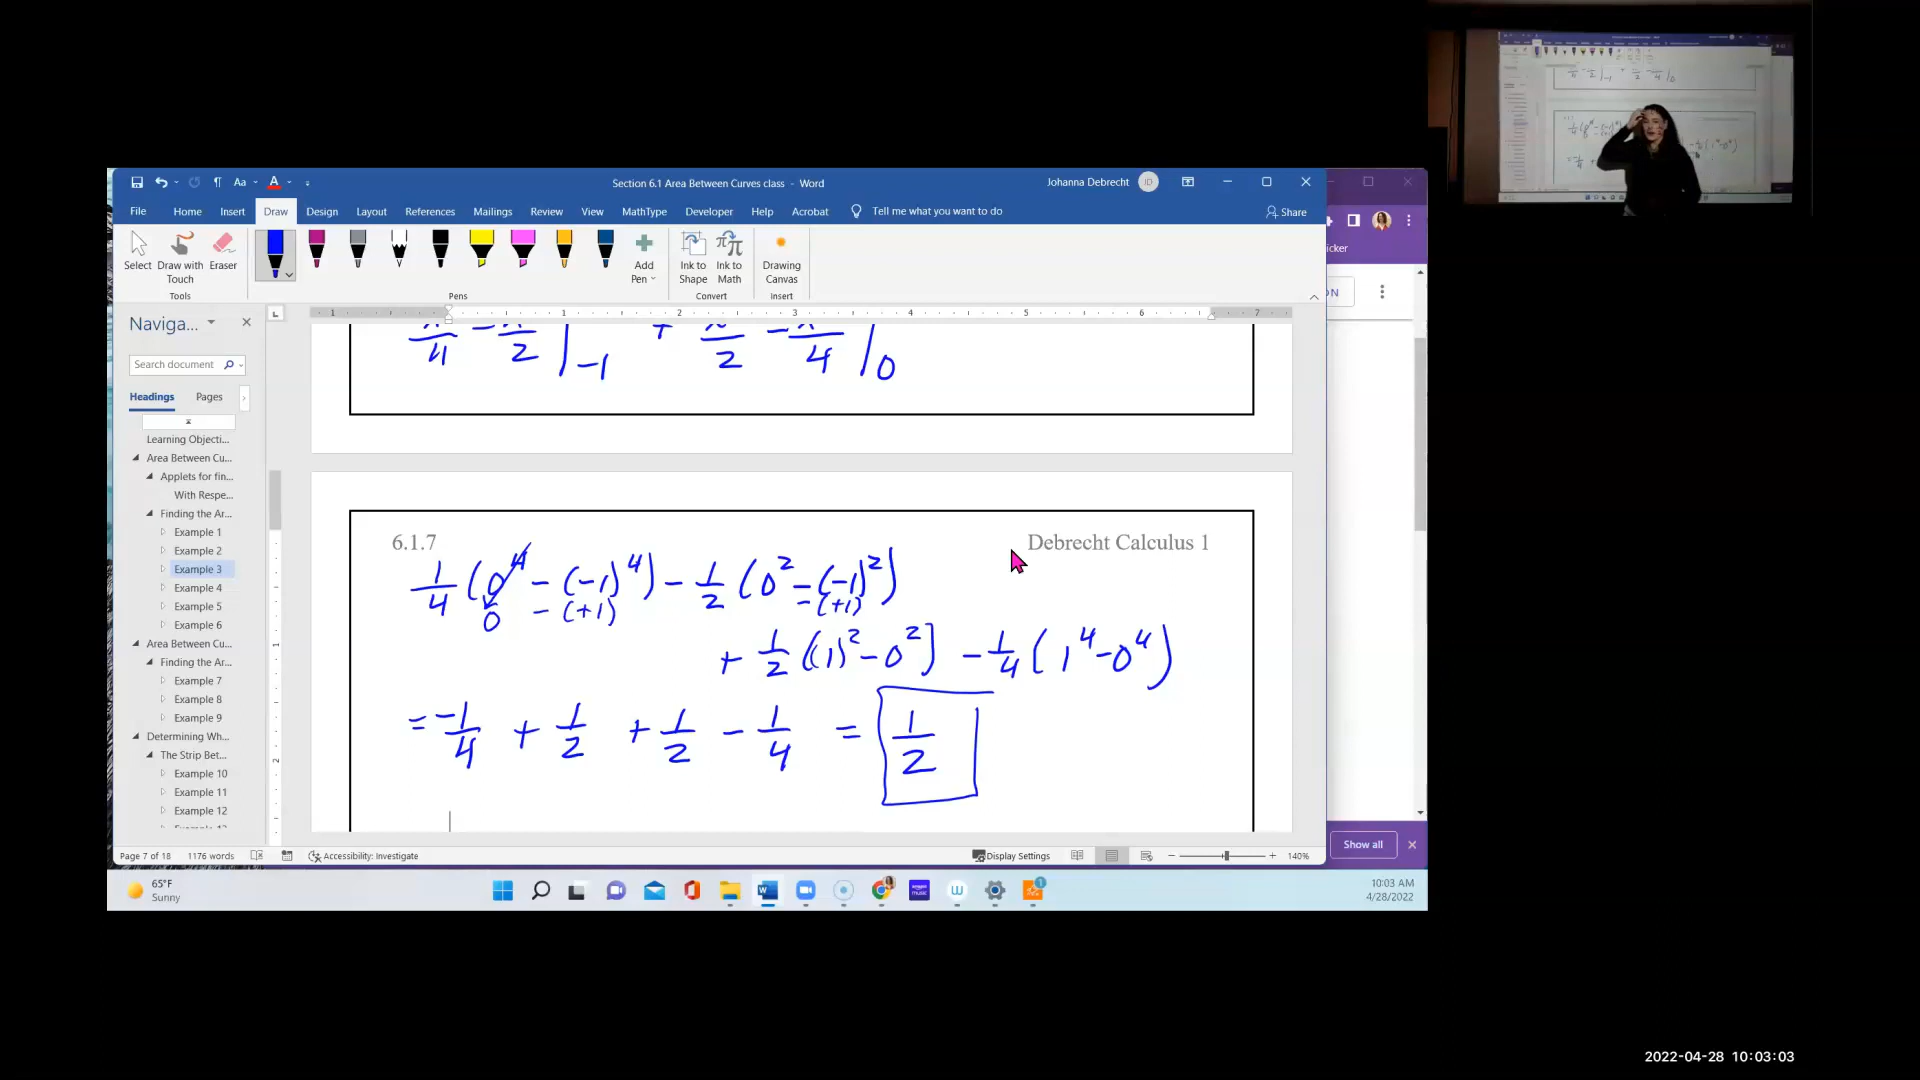 Section 6.1 Area Between Curves class - Word
Johanna Debrecht JD
File Home Insert Draw Design Layout References Mailings Review View MathType Developer Help Acrobat Tell me what you want to do Share
Select Draw with Touch Eraser Add Pen Ink to Shape Ink to Math Drawing Canvas
Tools Pens Convert Insert
Naviga...
Search document
Headings Pages
Learning Objecti...
Area Between Cu...
Applets for fin...
With Respe...
Finding the Ar...
Example 1
Example 2
Example 3
Example 4
Example 5
Example 6
Area Between Cu...
Finding the Ar...
Example 7
Example 8
Example 9
Determining Wh...
The Strip Bet...
Example 10
Example 11
Example 12
/4 - /2 |-1 + /2 - /4 |0
6.1.7 Debrecht Calculus 1
1/4 (0^4 - (-1)^4) - 1/2 (0^2 - (-1)^2)
0 - (+1) - (+1)
+ 1/2 ((1)^2 - 0^2) - 1/4 (1^4 - 0^4)
= -1/4 + 1/2 + 1/2 - 1/4 = 1/2
Page 7 of 18 1176 words Accessibility: Investigate Display Settings 140%
icker
ON
Show all
65°F
Sunny
10:03 AM
4/28/2022
2022-04-28 10:03:03